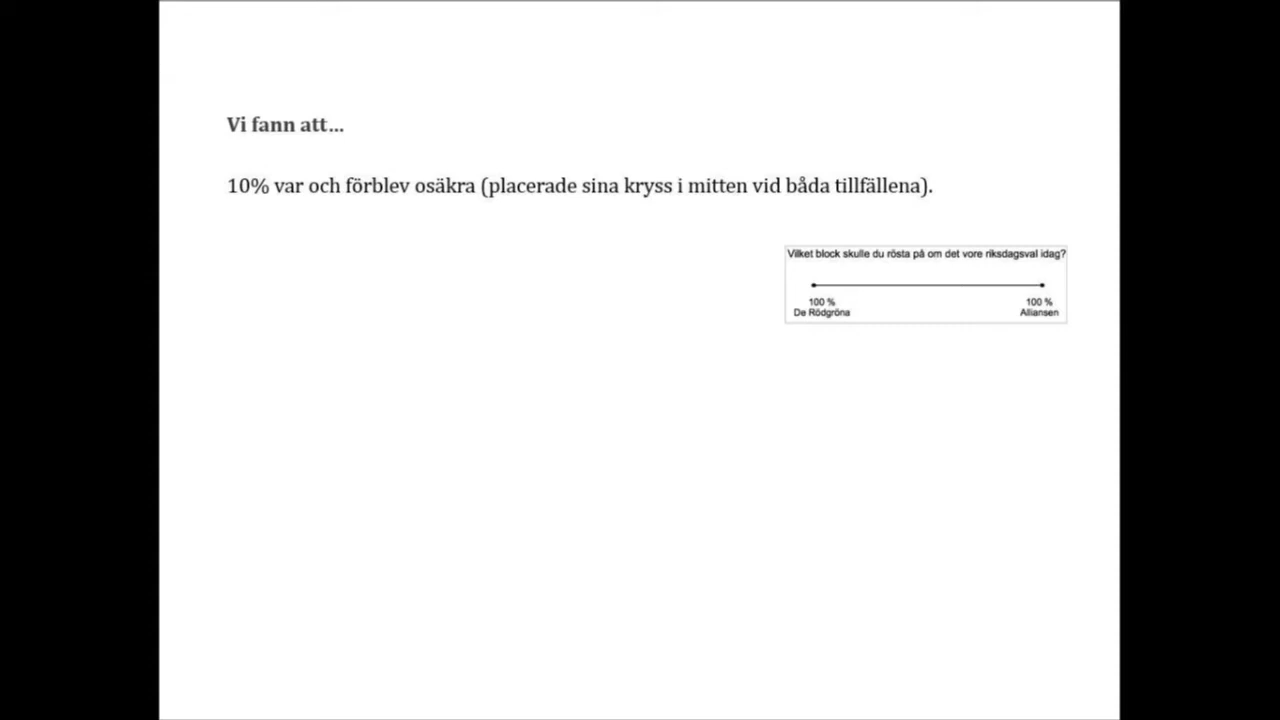 Vi fann att…
10% var och förblev osäkra (placerade sina kryss i mitten vid båda tillfällena).
Vilket block skulle du rösta på om det vore riksdagsval idag?
100 % 100 %
De Rödgröna Alliansen